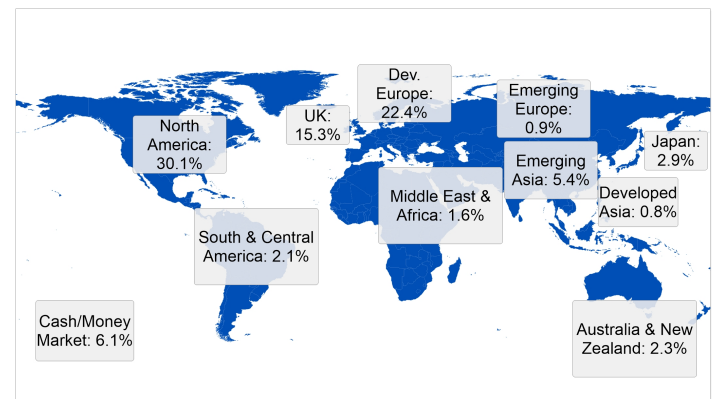 Dev.
Europe:
22.4%
Emerging
Europe:
0.9%
UK:
15.3%
North
America:
30.1%
Japan:
2.9%
Emerging
Asia: 5.4%
Middle East &
Africa: 1.6%
Developed
Asia: 0.8%
South & Central
America: 2.1%
Cash/Money
Market: 6.1%
Australia & New
Zealand: 2.3%